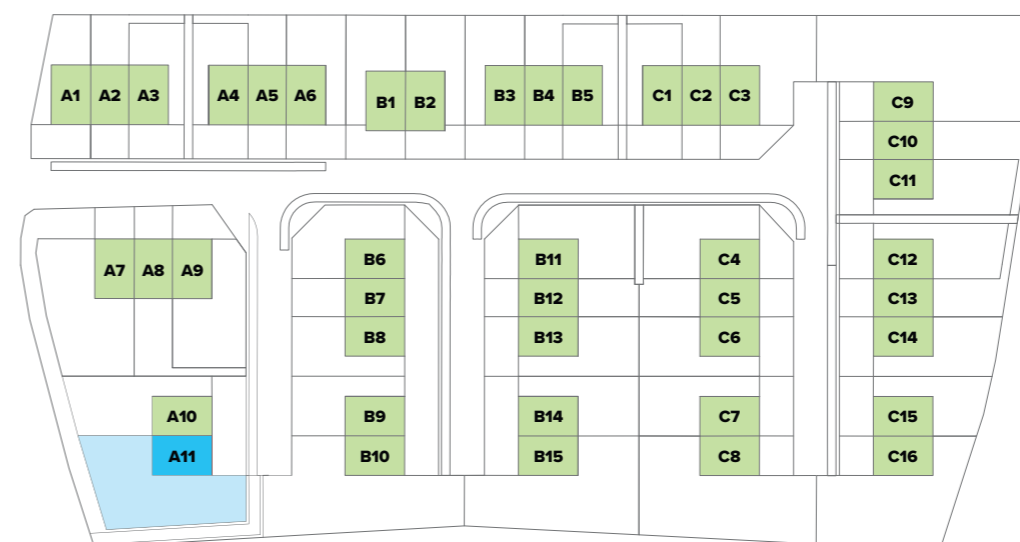 A1 A2 A3 A4 A5 A6 B1 B2 B3 B4 B5 C1 C2 C3 C9
C10
C11
A7 A8 A9 B6 B11 C4 C12
B7 B12 C5 C13
B8 B13 C6 C14
A10 B9 B14 C7 C15
A11 B10 B15 C8 C16